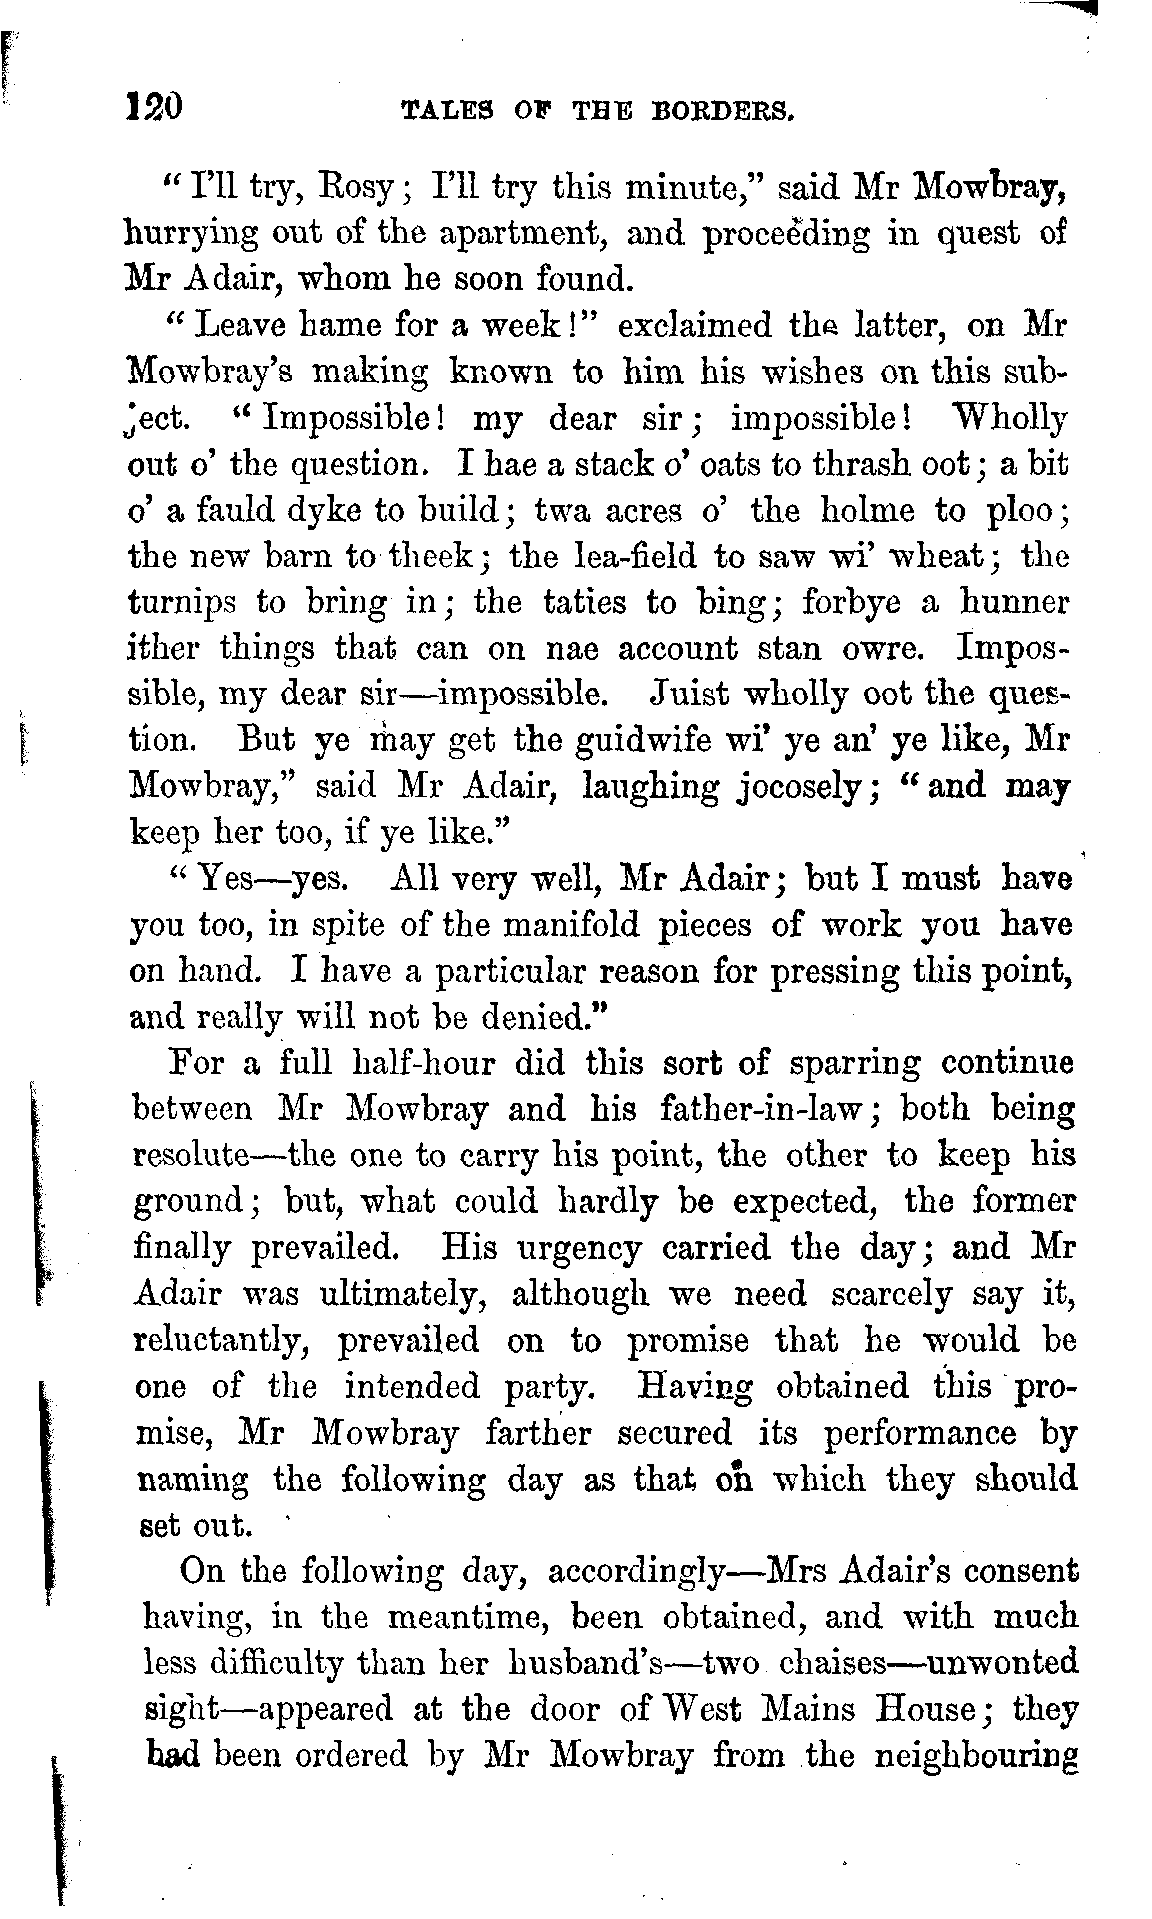 120 TALES OF THE BORDERS.
"I'll try, Rosy; I'll try this minute," said Mr Mowbray,
hurrying out of the apartment, and proceeding in quest of
Mr Adair, whom he soon found.
"Leave hame for a week!" exclaimed the latter, on Mr
Mowbray's making known to him his wishes on this sub-
ject. "Impossible! my dear sir; impossible! Wholly
out o' the question. I hae a stack o' oats to thrash oot; a bit
o' a fauld dyke to build; twa acres o' the holme to ploo;
the new barn to theek; the lea-field to saw wi' wheat; the
turnips to bring in; the taties to bing; forbye a hunner
ither things that can on nae account stan owre. Impos-
sible, my dear sir—impossible. Juist wholly oot the ques-
tion. But ye may get the guidwife wi' ye an' ye like, Mr
Mowbray," said Mr Adair, laughing jocosely; "and may
keep her too, if ye like."
"Yes—yes. All very well, Mr Adair; but I must have
you too, in spite of the manifold pieces of work you have
on hand. I have a particular reason for pressing this point,
and really will not be denied."
For a full half-hour did this sort of sparring continue
between Mr Mowbray and his father-in-law; both being
resolute—the one to carry his point, the other to keep his
ground; but, what could hardly be expected, the former
finally prevailed. His urgency carried the day; and Mr
Adair was ultimately, although we need scarcely say it,
reluctantly, prevailed on to promise that he would be
one of the intended party. Having obtained this pro-
mise, Mr Mowbray farther secured its performance by
naming the following day as that on which they should
set out.
On the following day, accordingly—Mrs Adair's consent
having, in the meantime, been obtained, and with much
less difficulty than her husband's—two chaises—unwonted
sight—appeared at the door of West Mains House; they
had been ordered by Mr Mowbray from the neighbouring